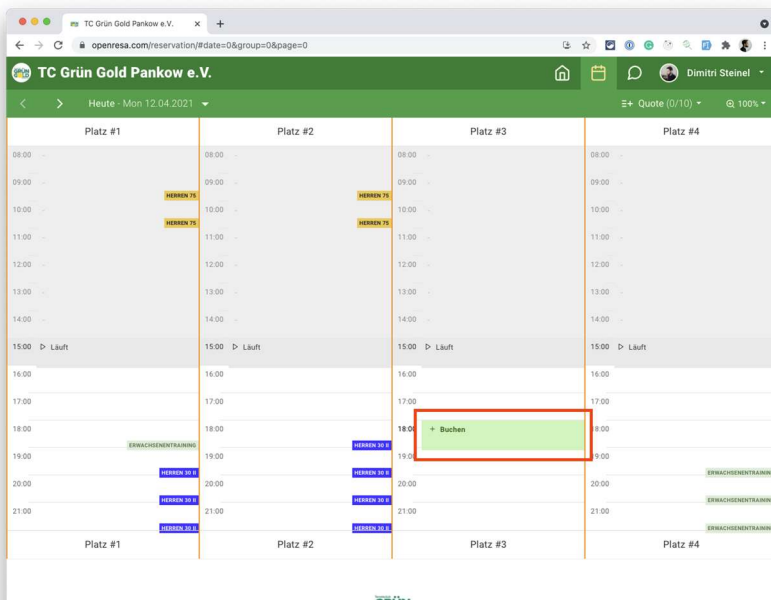 TC Grün Gold Pankow e.V.
openresa.com/reservation/#date=0&group=0&page=0
TC Grün Gold Pankow e.V.
Dimitri Steinel
Heute - Mon 12.04.2021
Quote (0/10)
100%
Platz #1 Platz #2 Platz #3 Platz #4
08:00 - 08:00 - 08:00 - 08:00 -
09:00 - 09:00 - 09:00 - 09:00 -
HERREN 75 HERREN 75
10:00 - 10:00 - 10:00 - 10:00 -
HERREN 75 HERREN 75
11:00 - 11:00 - 11:00 - 11:00 -
12:00 - 12:00 - 12:00 - 12:00 -
13:00 - 13:00 - 13:00 - 13:00 -
14:00 - 14:00 - 14:00 - 14:00 -
15:00 Läuft 15:00 Läuft 15:00 Läuft 15:00 Läuft
16:00 16:00 16:00 16:00
17:00 17:00 17:00 17:00
18:00 18:00 18:00 + Buchen 18:00
ERWACHSENENTRAINING HERREN 30 II
19:00 19:00 19:00 19:00
HERREN 30 II HERREN 30 II ERWACHSENENTRAININ
20:00 20:00 20:00 20:00
HERREN 30 II HERREN 30 II ERWACHSENENTRAININ
21:00 21:00 21:00 21:00
HERREN 30 II HERREN 30 II ERWACHSENENTRAININ
Platz #1 Platz #2 Platz #3 Platz #4